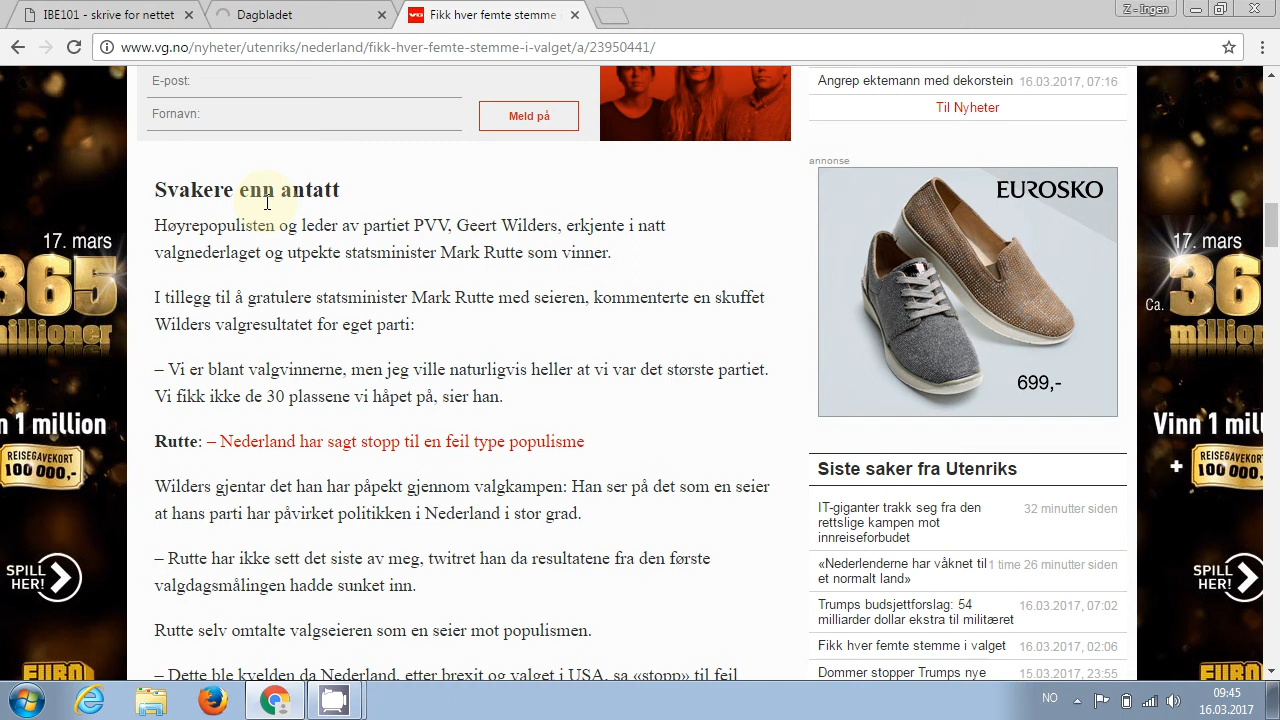 IBE101 - skrive for nettet
Dagbladet
Fikk hver femte stemme
Z - Ingen
www.vg.no/nyheter/utenriks/nederland/fikk-hver-femte-stemme-i-valget/a/23950441/
E-post:
Fornavn:
Meld på
Svakere enn antatt
Høyrepopulisten og leder av partiet PVV, Geert Wilders, erkjente i natt
valgnederlaget og utpekte statsminister Mark Rutte som vinner.
I tillegg til å gratulere statsminister Mark Rutte med seieren, kommenterte en skuffet
Wilders valgresultatet for eget parti:
– Vi er blant valgvinnerne, men jeg ville naturligvis heller at vi var det største partiet.
Vi fikk ikke de 30 plassene vi håpet på, sier han.
Rutte: – Nederland har sagt stopp til en feil type populisme
Wilders gjentar det han har påpekt gjennom valgkampen: Han ser på det som en seier
at hans parti har påvirket politikken i Nederland i stor grad.
– Rutte har ikke sett det siste av meg, twitret han da resultatene fra den første
valgdagsmålingen hadde sunket inn.
Rutte selv omtalte valgseieren som en seier mot populismen.
– Dette ble kvelden da Nederland, etter brexit og valget i USA, sa «stopp» til feil
Angrep ektemann med dekorstein 16.03.2017, 07:16
Til Nyheter
annonse
EUROSKO
699,-
Siste saker fra Utenriks
IT-giganter trakk seg fra den 32 minutter siden
rettslige kampen mot
innreiseforbudet
«Nederlenderne har våknet til 1 time 26 minutter siden
et normalt land»
Trumps budsjettforslag: 54 16.03.2017, 07:02
milliarder dollar ekstra til militæret
Fikk hver femte stemme i valget 16.03.2017, 02:06
Dommer stopper Trumps nye 15.03.2017, 23:55
17. mars
365
millioner
n 1 million
REISEGAVEKORT
100 000,-
SPILL
HER!
EURO
17. mars
Ca. 36
million
Vinn 1 mill
+ REISEGAVEKORT
100 000,-
SPILL
HER!
EURO
NO
09:45
16.03.2017